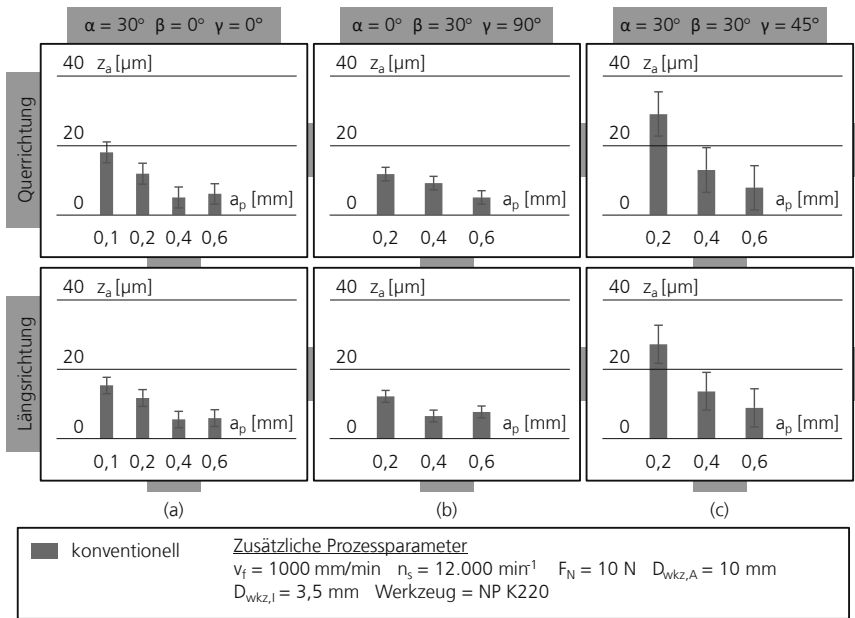 α = 30° β = 0° γ = 0°
α = 0° β = 30° γ = 90°
α = 30° β = 30° γ = 45°
Querrichtung
40 zₐ [µm]
20
0 aₚ [mm]
0,1 0,2 0,4 0,6
40 zₐ [µm]
20
0 aₚ [mm]
0,2 0,4 0,6
40 zₐ [µm]
20
0 aₚ [mm]
0,2 0,4 0,6
Längsrichtung
40 zₐ [µm]
20
0 aₚ [mm]
0,1 0,2 0,4 0,6
40 zₐ [µm]
20
0 aₚ [mm]
0,2 0,4 0,6
40 zₐ [µm]
20
0 aₚ [mm]
0,2 0,4 0,6
(a)
(b)
(c)
konventionell
Zusätzliche Prozessparameter
v_f = 1000 mm/min n_s = 12.000 min⁻¹ F_N = 10 N D_wkz,A = 10 mm
D_wkz,I = 3,5 mm Werkzeug = NP K220